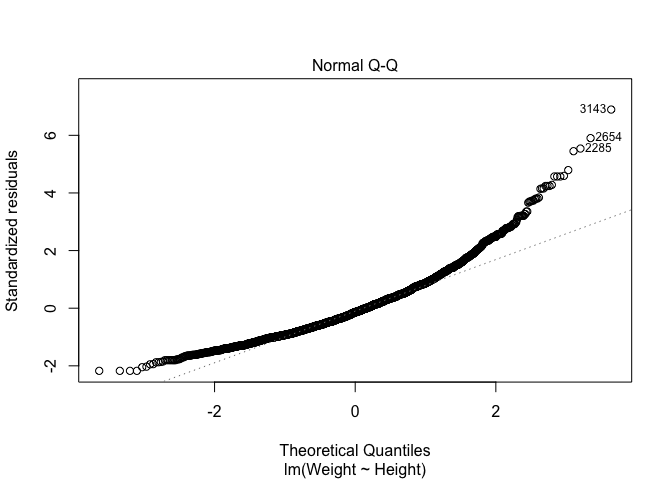 Normal Q-Q
Standardized residuals
6
4
2
0
-2
3143
2654
2285
-2
0
2
Theoretical Quantiles
lm(Weight ~ Height)